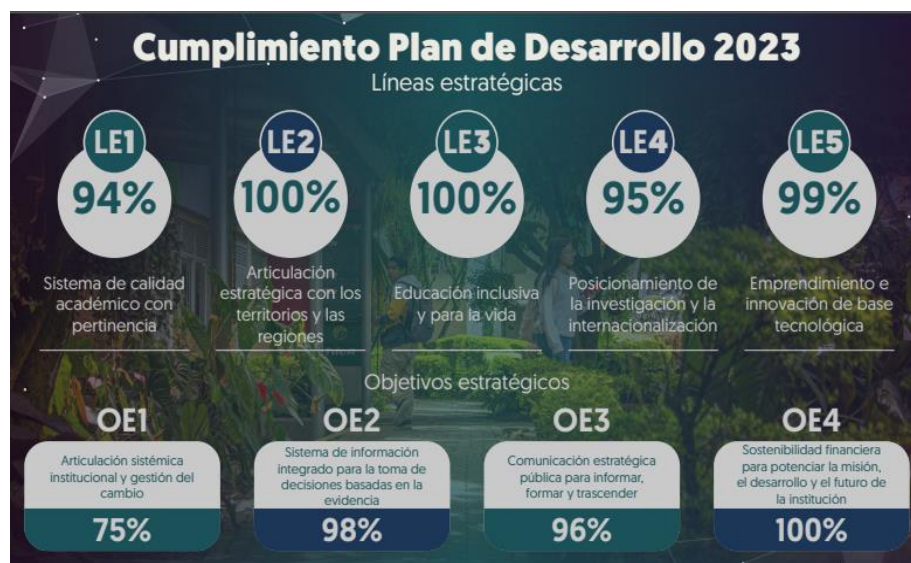 Cumplimiento Plan de Desarrollo 2023
Líneas estratégicas
LE1
94%
Sistema de calidad
académico con
pertinencia
LE2
100%
Articulación
estratégica con los
territorios y las
regiones
LE3
100%
Educación inclusiva
y para la vida
LE4
95%
Posicionamiento de
la investigación y la
internacionalización
LE5
99%
Emprendimiento e
innovación de base
tecnológica
Objetivos estratégicos
OE1
Articulación sistémica
institucional y gestión del
cambio
75%
OE2
Sistema de información
integrado para la toma de
decisiones basadas en la
evidencia
98%
OE3
Comunicación estratégica
pública para informar,
formar y trascender
96%
OE4
Sostenibilidad financiera
para potenciar la misión,
el desarrollo y el futuro de
la institución
100%